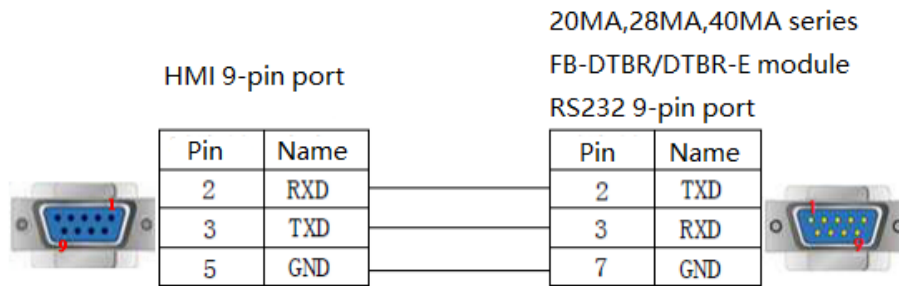 20MA,28MA,40MA series
HMI 9-pin port
FB-DTBR/DTBR-E module
RS232 9-pin port
Pin Name
Pin Name
2 RXD
2 TXD
3 TXD
3 RXD
5 GND
7 GND
1
9
1
9